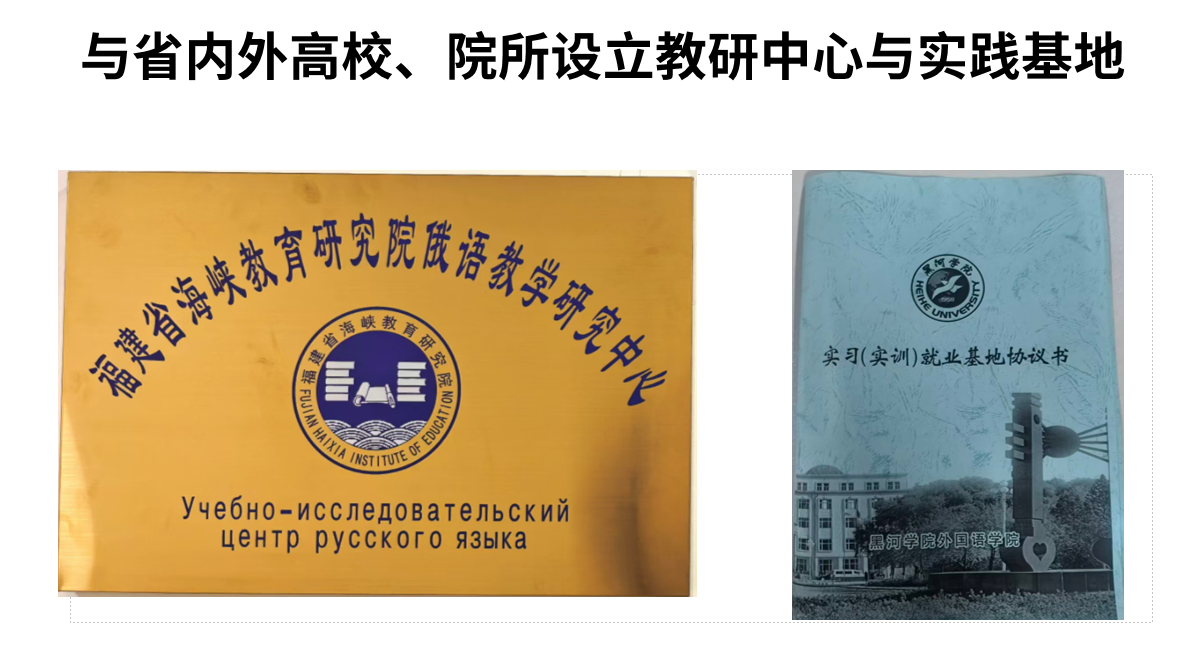 与省内外高校、院所设立教研中心与实践基地
福建省海峡教育研究院俄语教学研究中心
福建省海峡教育研究院
FUJIAN HAIXIA INSTITUTE OF EDUCATION
Учебно-исследовательский
центр русского языка
黑河学院
1958
HEIHE UNIVERSITY
实习(实训)就业基地协议书
黑河学院外国语学院